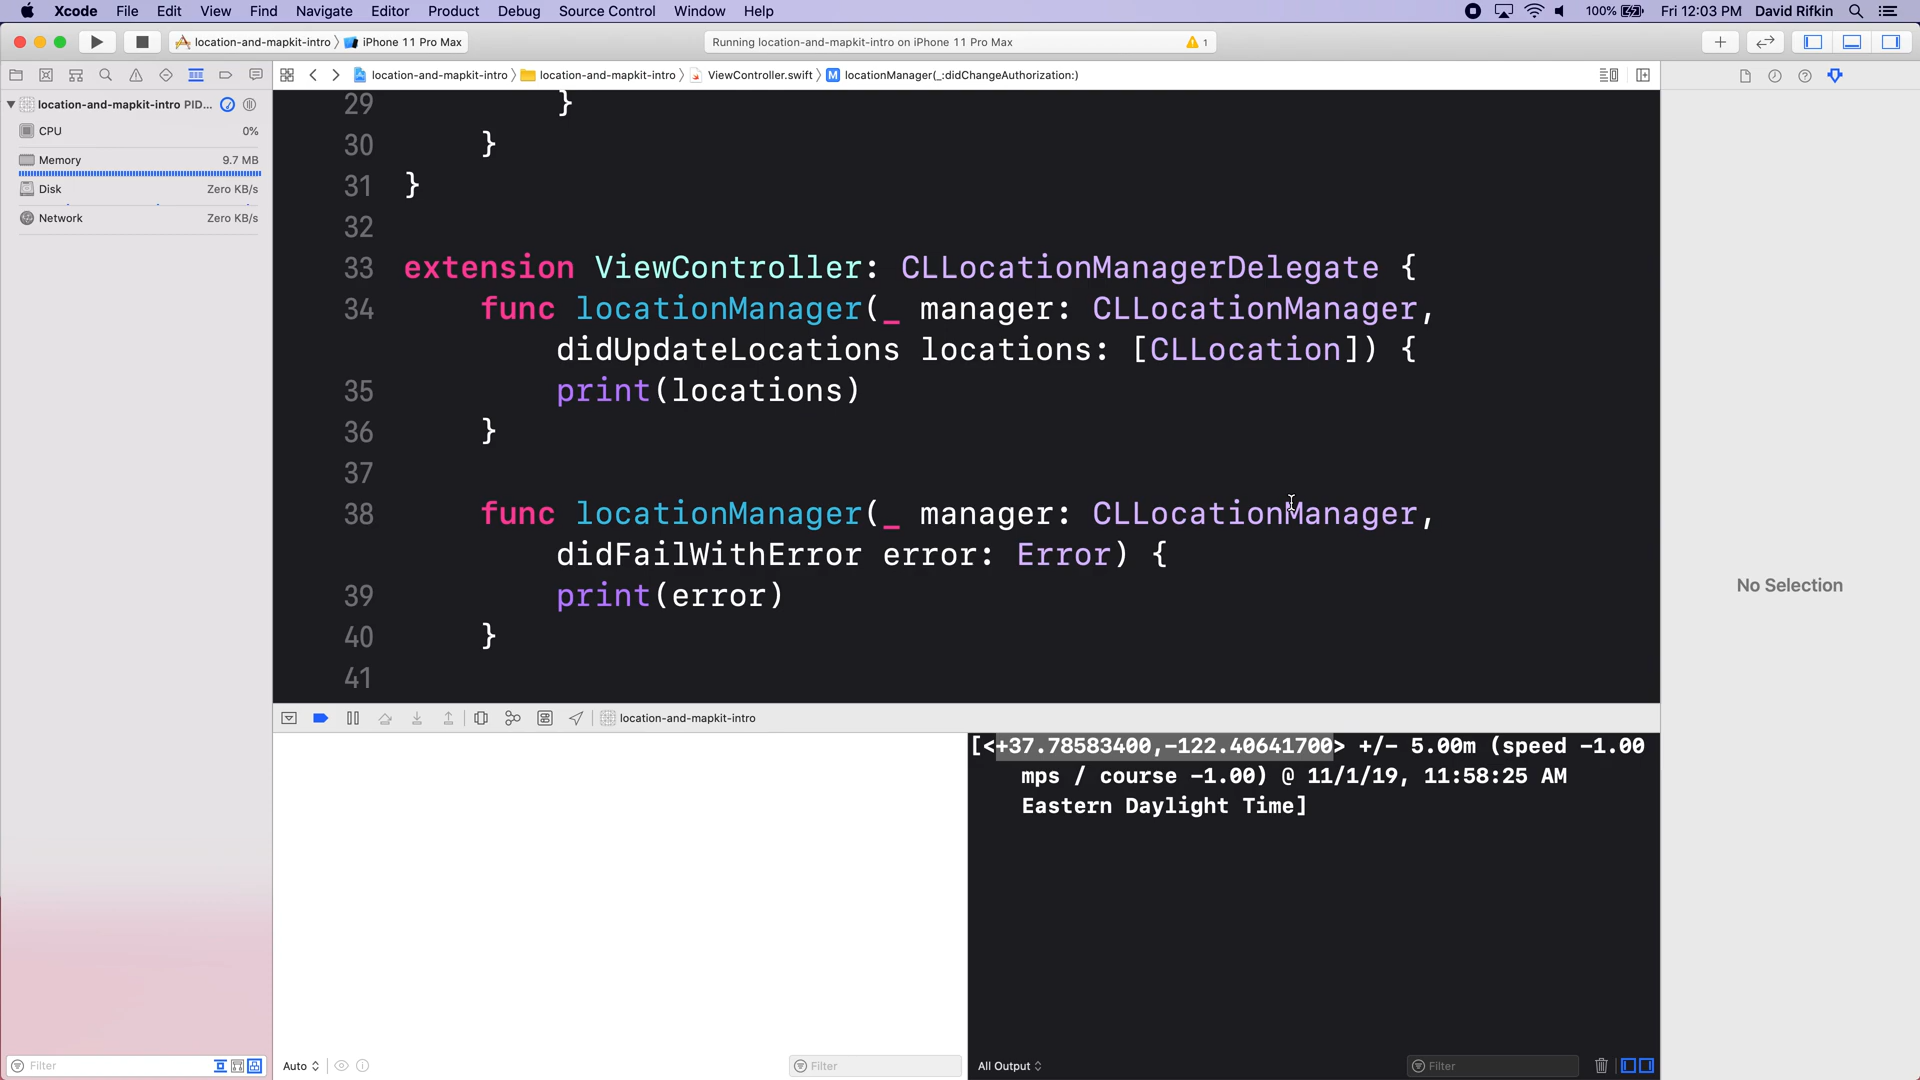 Xcode File Edit View Find Navigate Editor Product Debug Source Control Window Help 100% Fri 12:03 PM David Rifkin
location-and-mapkit-intro iPhone 11 Pro Max Running location-and-mapkit-intro on iPhone 11 Pro Max 1
location-and-mapkit-intro location-and-mapkit-intro ViewController.swift M locationManager(_:didChangeAuthorization:)
location-and-mapkit-intro PID...
CPU 0%
Memory 9.7 MB
Disk Zero KB/s
Network Zero KB/s
29 }
30 }
31 }
32
33 extension ViewController: CLLocationManagerDelegate {
34 func locationManager(_ manager: CLLocationManager,
didUpdateLocations locations: [CLLocation]) {
35 print(locations)
36 }
37
38 func locationManager(_ manager: CLLocationManager,
didFailWithError error: Error) {
39 print(error)
40 }
41
No Selection
location-and-mapkit-intro
[<+37.78583400,-122.40641700> +/- 5.00m (speed -1.00
mps / course -1.00) @ 11/1/19, 11:58:25 AM
Eastern Daylight Time]
Filter Auto Filter All Output Filter